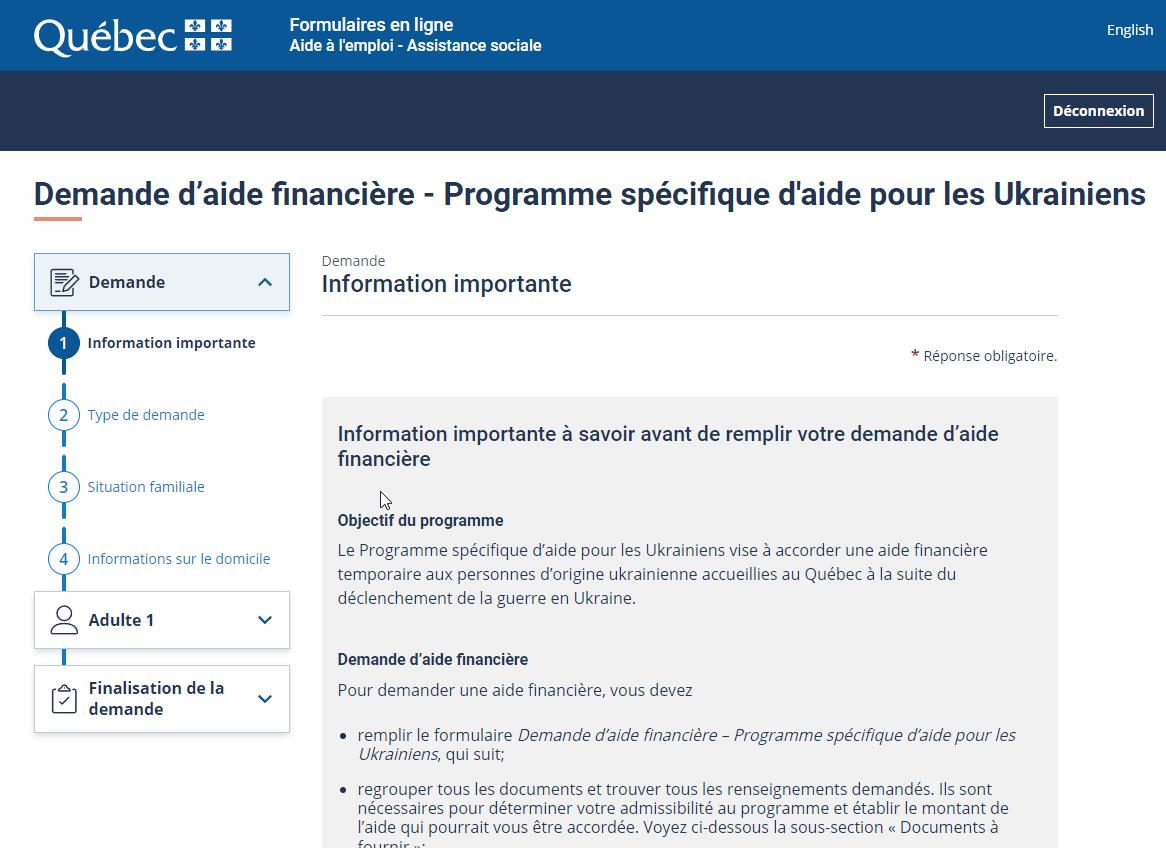 Québec
Formulaires en ligne
Aide à l'emploi - Assistance sociale
English
Déconnexion
Demande d’aide financière - Programme spécifique d'aide pour les Ukrainiens
Demande
1 Information importante
2 Type de demande
3 Situation familiale
4 Informations sur le domicile
Adulte 1
Finalisation de la
demande
Demande
Information importante
* Réponse obligatoire.
Information importante à savoir avant de remplir votre demande d’aide
financière
Objectif du programme
Le Programme spécifique d’aide pour les Ukrainiens vise à accorder une aide financière
temporaire aux personnes d’origine ukrainienne accueillies au Québec à la suite du
déclenchement de la guerre en Ukraine.
Demande d’aide financière
Pour demander une aide financière, vous devez
• remplir le formulaire Demande d’aide financière – Programme spécifique d’aide pour les
Ukrainiens, qui suit;
• regrouper tous les documents et trouver tous les renseignements demandés. Ils sont
nécessaires pour déterminer votre admissibilité au programme et établir le montant de
l’aide qui pourrait vous être accordée. Voyez ci-dessous la sous-section « Documents à
fournir »;